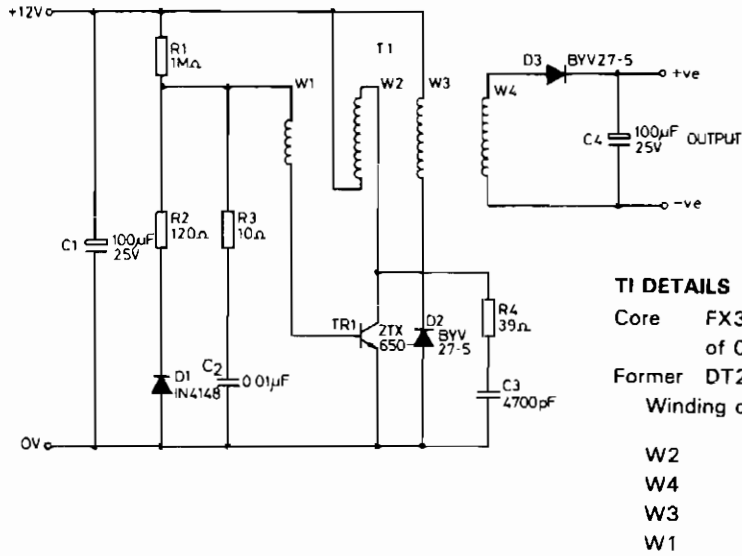 +12V
R1
1MΩ
W1
T1
W2
W3
D3
BYV27-5
W4
+ve
C4
100µF
25V
OUTPUT
-ve
C1
100µF
25V
R2
120Ω
R3
10Ω
TR1
ZTX
650
D2
BYV
27-5
R4
39Ω
D1
IN4148
C2
0.01µF
C3
4700pF
0V
TI DETAILS
Core FX3
of 0
Former DT2
Winding
W2
W4
W3
W1